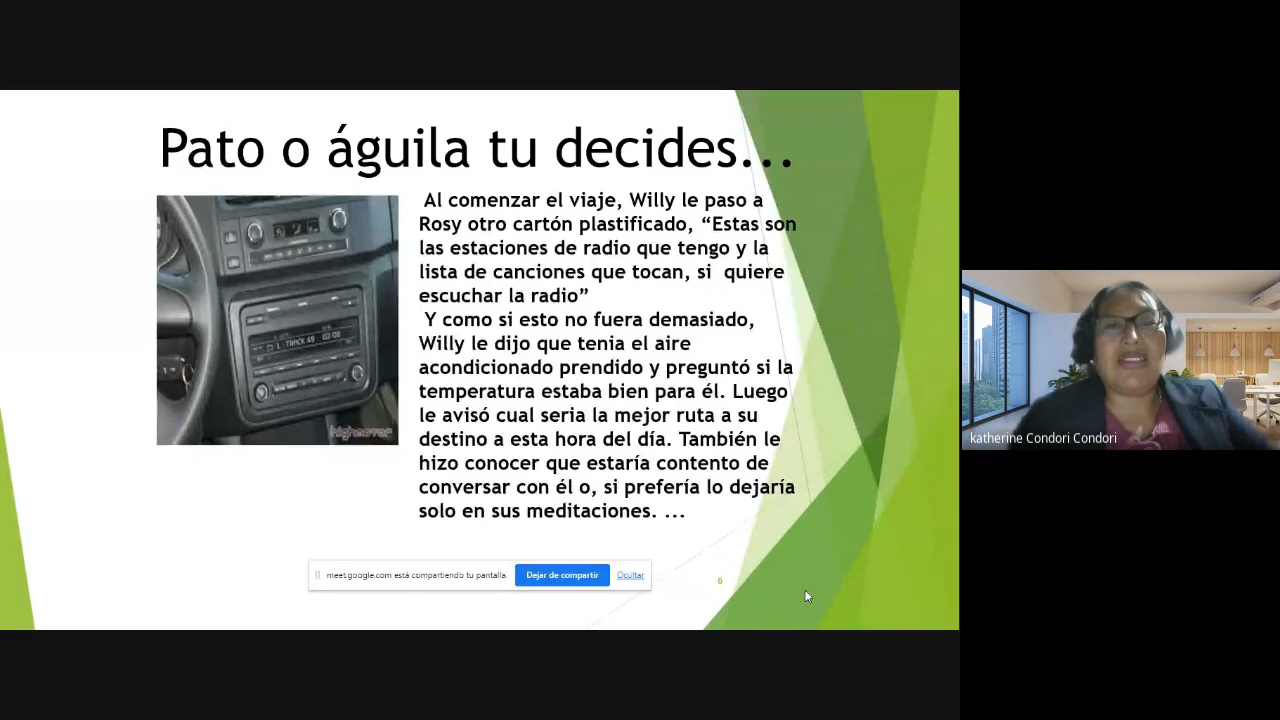 Pato o águila tu decides...
Al comenzar el viaje, Willy le paso a
Rosy otro cartón plastificado, “Estas son
las estaciones de radio que tengo y la
lista de canciones que tocan, si quiere
escuchar la radio”
Y como si esto no fuera demasiado,
Willy le dijo que tenia el aire
acondicionado prendido y preguntó si la
temperatura estaba bien para él. Luego
le avisó cual seria la mejor ruta a su
destino a esta hora del día. También le
hizo conocer que estaría contento de
conversar con él o, si prefería lo dejaría
solo en sus meditaciones. ...
TRACK
meet.google.com está compartiendo tu pantalla.
Dejar de compartir
Ocultar
6
katherine Condori Condori